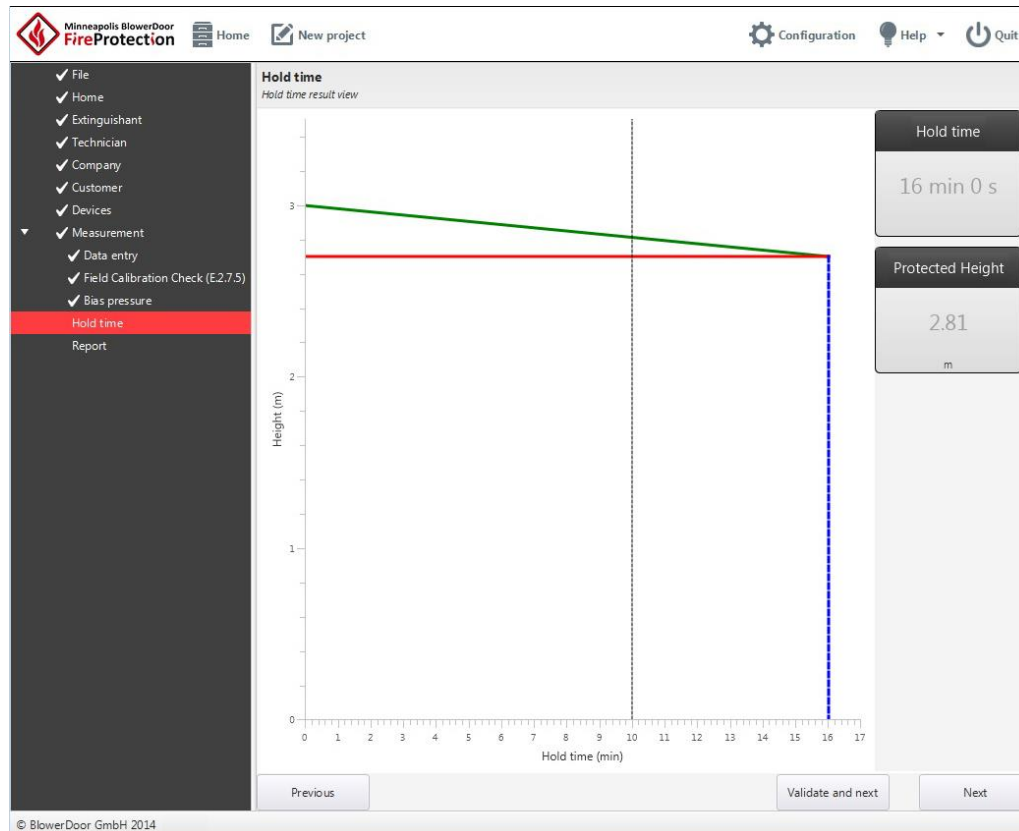 Minneapolis BlowerDoor
FireProtection
Home
New project
Configuration
Help
Quit
File
Home
Extinguishant
Technician
Company
Customer
Devices
Measurement
Data entry
Field Calibration Check (E.2.7.5)
Bias pressure
Hold time
Report
Hold time
Hold time result view
3
2
1
0
Height (m)
0 1 2 3 4 5 6 7 8 9 10 11 12 13 14 15 16 17
Hold time (min)
Hold time
16 min 0 s
Protected Height
2.81
m
Previous
Validate and next
Next
© BlowerDoor GmbH 2014